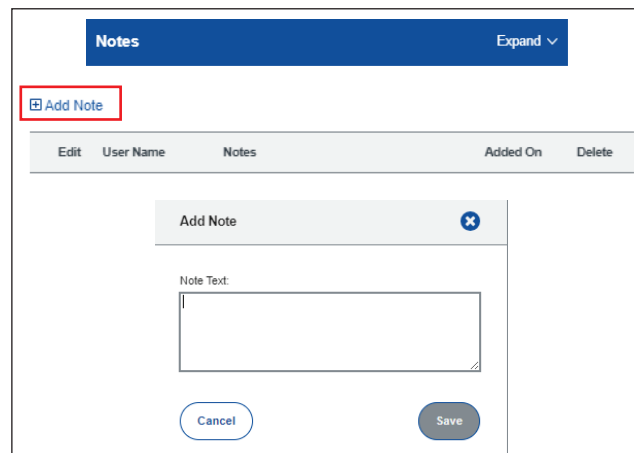 Notes Expand
Add Note
Edit User Name Notes Added On Delete
Add Note
Note Text:
Cancel Save